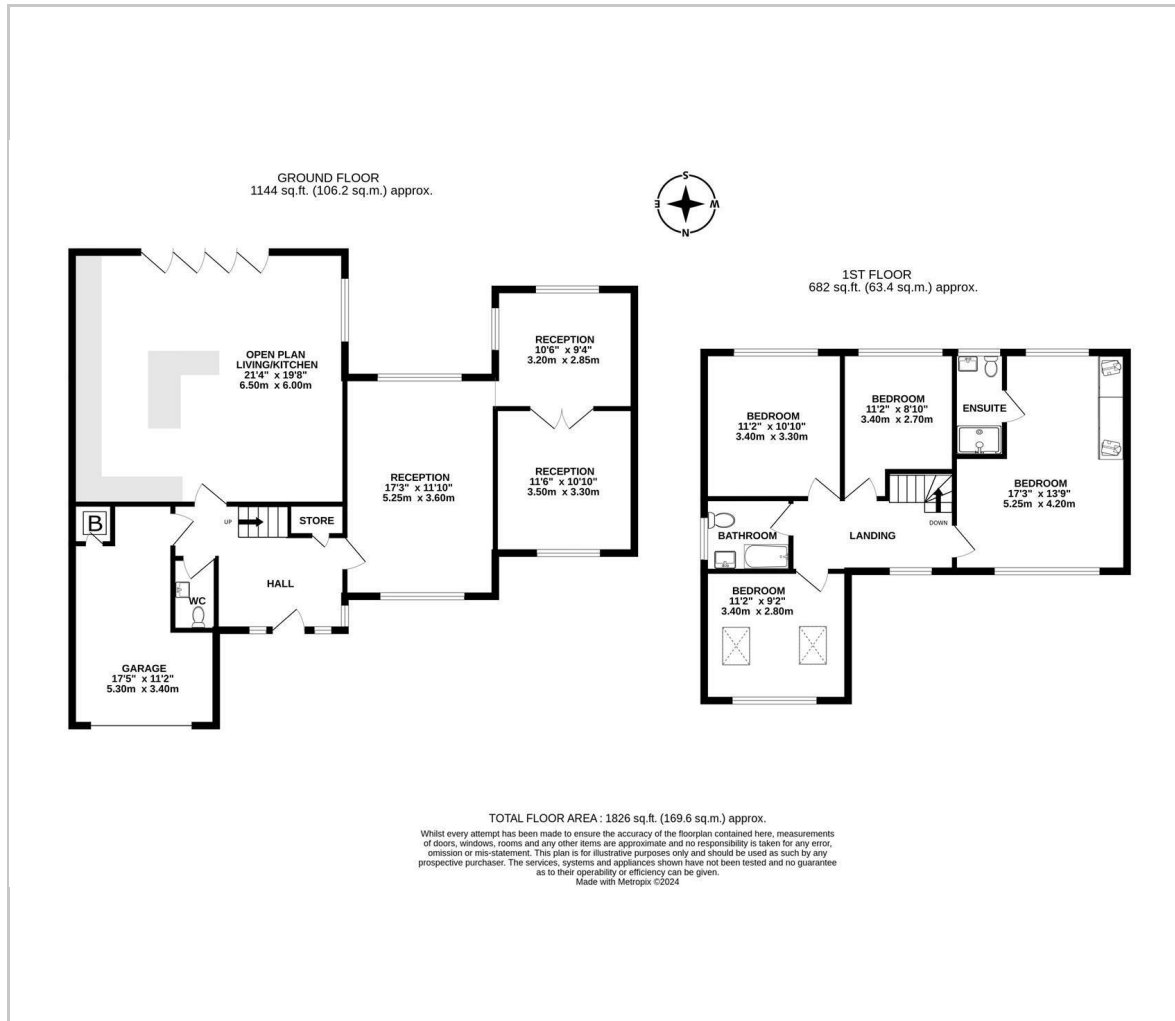 GROUND FLOOR
1144 sq.ft. (106.2 sq.m.) approx.
S
E
W
N
1ST FLOOR
682 sq.ft. (63.4 sq.m.) approx.
OPEN PLAN
LIVING/KITCHEN
21'4" x 19'8"
6.50m x 6.00m
RECEPTION
10'6" x 9'4"
3.20m x 2.85m
RECEPTION
17'3" x 11'10"
5.25m x 3.60m
RECEPTION
11'6" x 10'10"
3.50m x 3.30m
B
UP
STORE
HALL
WC
GARAGE
17'5" x 11'2"
5.30m x 3.40m
BEDROOM
11'2" x 10'10"
3.40m x 3.30m
BEDROOM
11'2" x 8'10"
3.40m x 2.70m
ENSUITE
BEDROOM
17'3" x 13'9"
5.25m x 4.20m
DOWN
BATHROOM
LANDING
BEDROOM
11'2" x 9'2"
3.40m x 2.80m
TOTAL FLOOR AREA : 1826 sq.ft. (169.6 sq.m.) approx.
Whilst every attempt has been made to ensure the accuracy of the floorplan contained here, measurements
of doors, windows, rooms and any other items are approximate and no responsibility is taken for any error,
omission or mis-statement. This plan is for illustrative purposes only and should be used as such by any
prospective purchaser. The services, systems and appliances shown have not been tested and no guarantee
as to their operability or efficiency can be given.
Made with Metropix ©2024